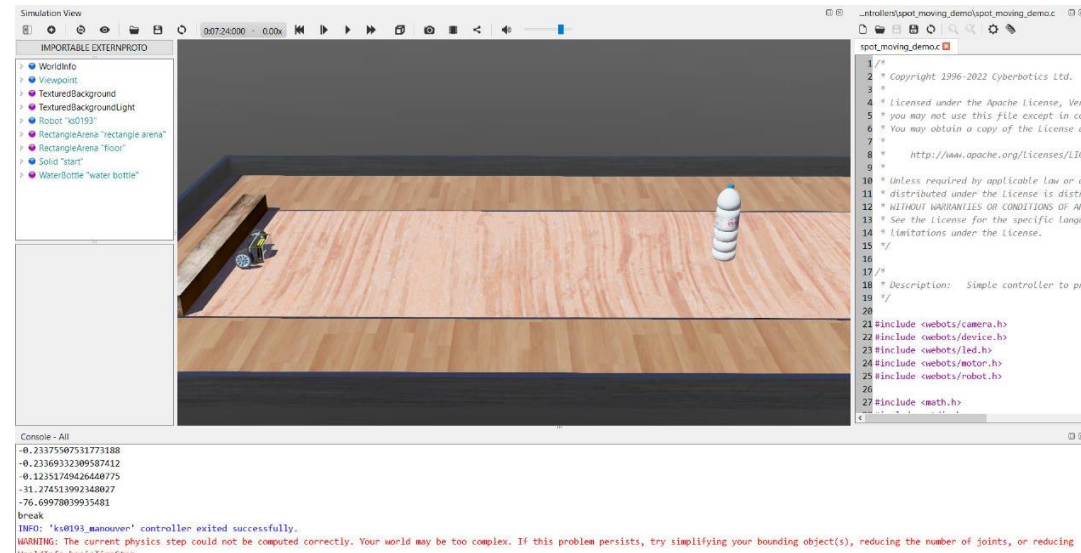 Simulation View
0:07:24:000 - 0.00x
IMPORTABLE EXTERNPROTO
WorldInfo
Viewpoint
TexturedBackground
TexturedBackgroundLight
Robot "ks0193"
RectangleArena "rectangle arena"
RectangleArena "floor"
Solid "start"
WaterBottle "water bottle"
...ntrollers\spot_moving_demo\spot_moving_demo.c
spot_moving_demo.c
1 /*
2 * Copyright 1996-2022 Cyberbotics Ltd.
3 *
4 * Licensed under the Apache License, Ver
5 * you may not use this file except in co
6 * You may obtain a copy of the License a
7 *
8 * http://www.apache.org/licenses/LI
9 *
10 * Unless required by applicable law or a
11 * distributed under the License is distr
12 * WITHOUT WARRANTIES OR CONDITIONS OF A
13 * See the License for the specific langu
14 * limitations under the License.
15 */
16
17 /*
18 * Description: Simple controller to pr
19 */
20
21 #include <webots/camera.h>
22 #include <webots/device.h>
23 #include <webots/led.h>
24 #include <webots/motor.h>
25 #include <webots/robot.h>
26
27 #include <math.h>
Console - All
-0.23375507531773188
-0.23369332309587412
-0.12351749426440775
-31.274513992348027
-76.69978039935481
break
INFO: 'ks0193_manouver' controller exited successfully.
WARNING: The current physics step could not be computed correctly. Your world may be too complex. If this problem persists, try simplifying your bounding object(s), reducing the number of joints, or reducing